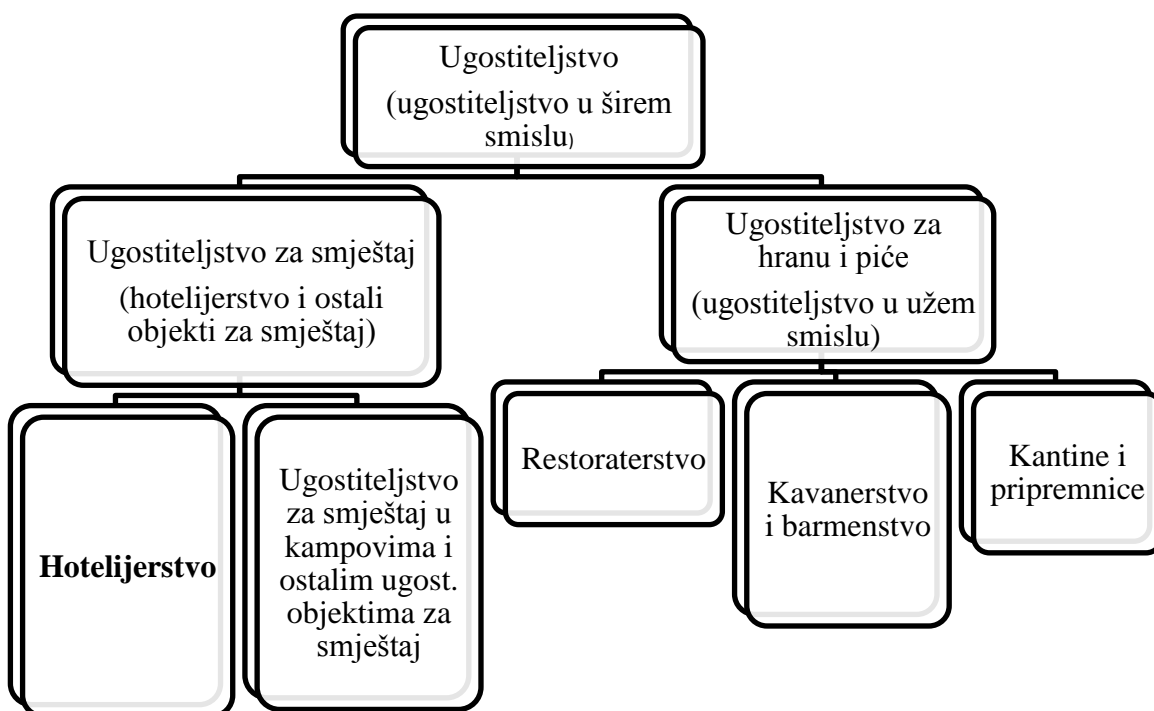 Ugostiteljstvo
(ugostiteljstvo u širem
smislu)
Ugostiteljstvo za smještaj
(hotelijerstvo i ostali
objekti za smještaj)
Ugostiteljstvo za
hranu i piće
(ugostiteljstvo u užem
smislu)
Hotelijerstvo
Ugostiteljstvo
za smještaj u
kampovima i
ostalim ugost.
objektima za
smještaj
Restoraterstvo
Kavanerstvo
i barmenstvo
Kantine i
pripremnice